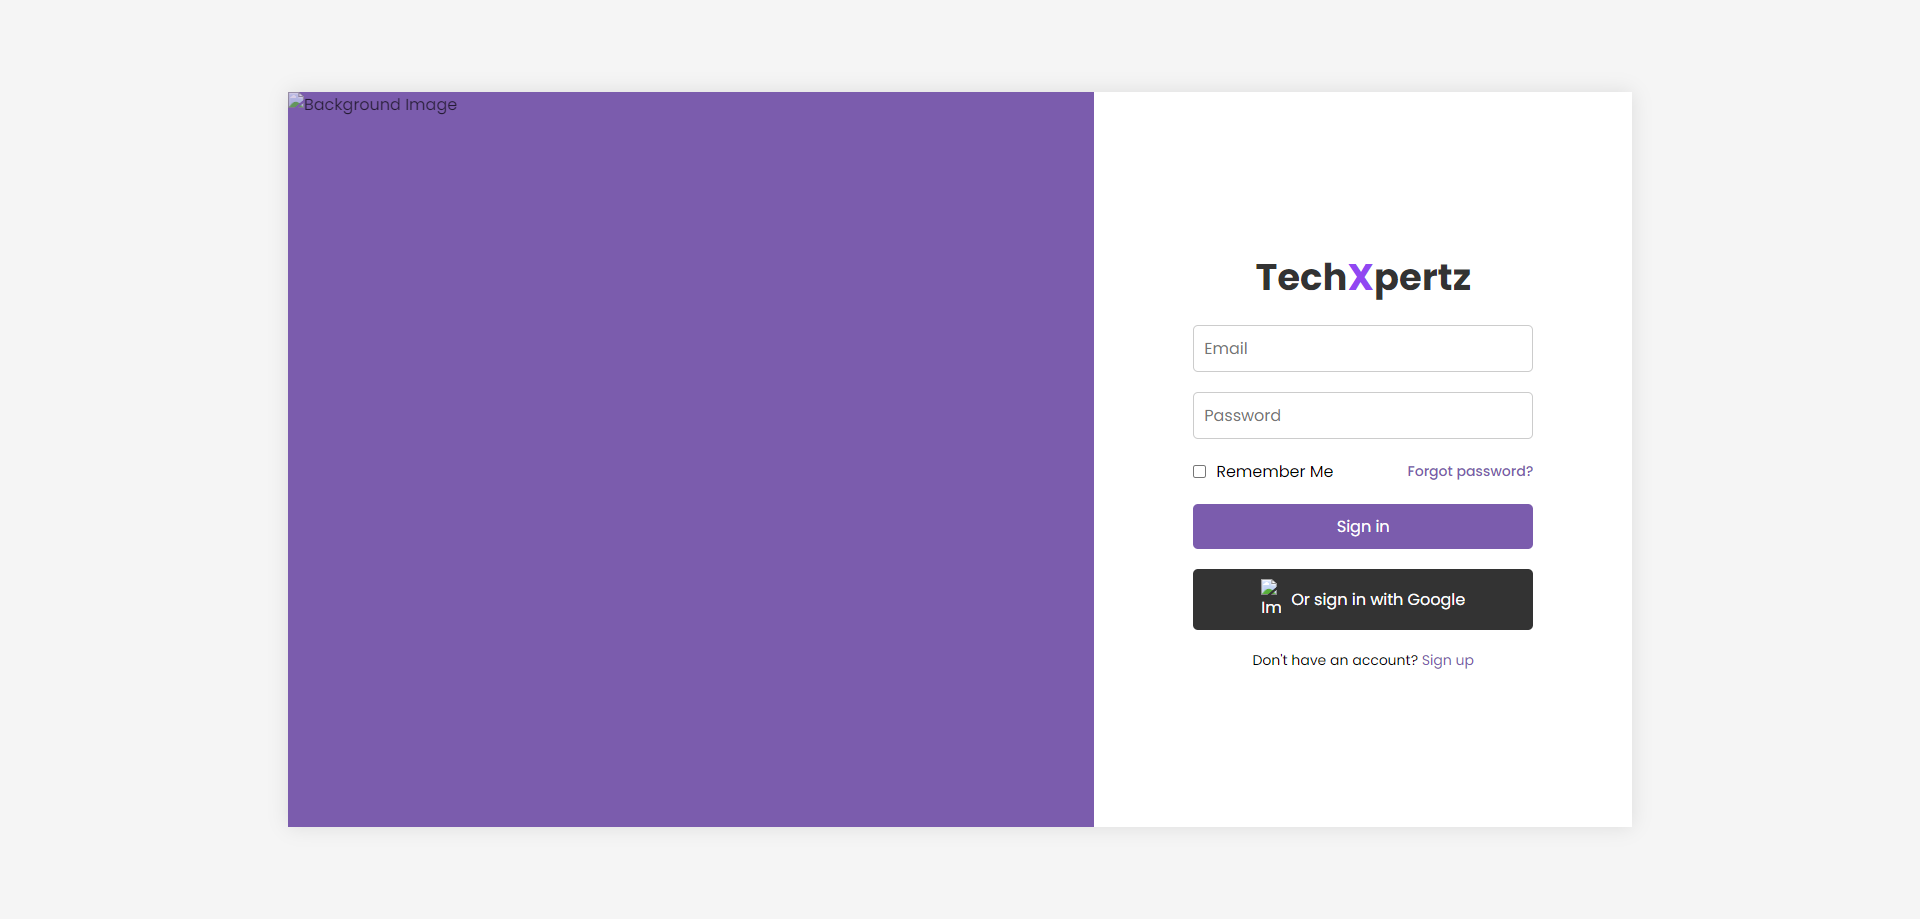 Background Image
TechXpertz
Email
Password
Remember Me
Forgot password?
Sign in
Im
Or sign in with Google
Don't have an account? Sign up